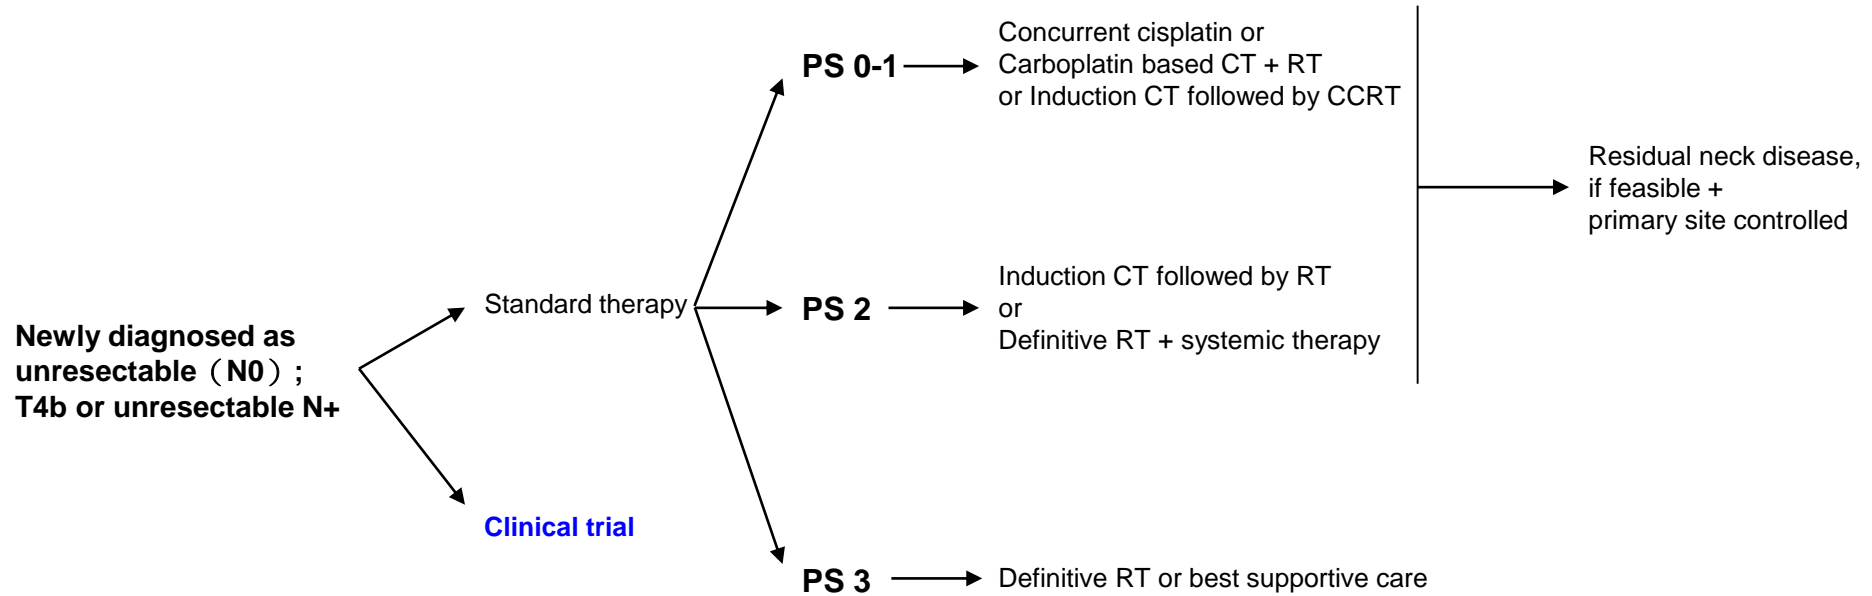 Newly diagnosed as
unresectable（N0）;
T4b or unresectable N+
Standard therapy
Clinical trial
PS 0-1
Concurrent cisplatin or
Carboplatin based CT + RT
or Induction CT followed by CCRT
PS 2
Induction CT followed by RT
or
Definitive RT + systemic therapy
PS 3
Definitive RT or best supportive care
Residual neck disease,
if feasible +
primary site controlled